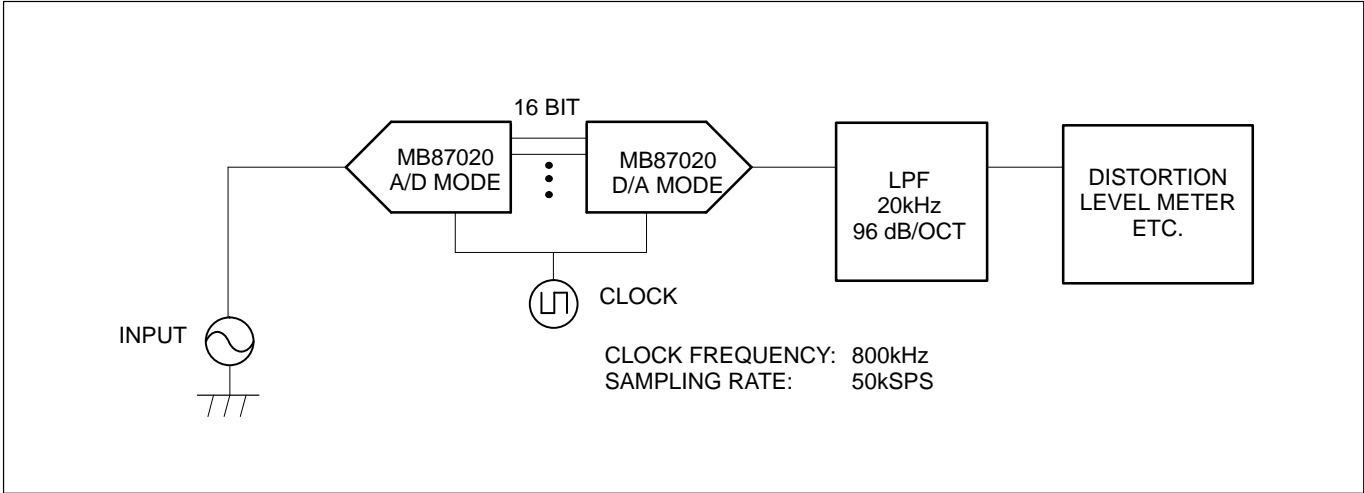 16 BIT
MB87020
A/D MODE
MB87020
D/A MODE
LPF
20kHz
96 dB/OCT
DISTORTION
LEVEL METER
ETC.
CLOCK
INPUT
CLOCK FREQUENCY: 800kHz
SAMPLING RATE: 50kSPS